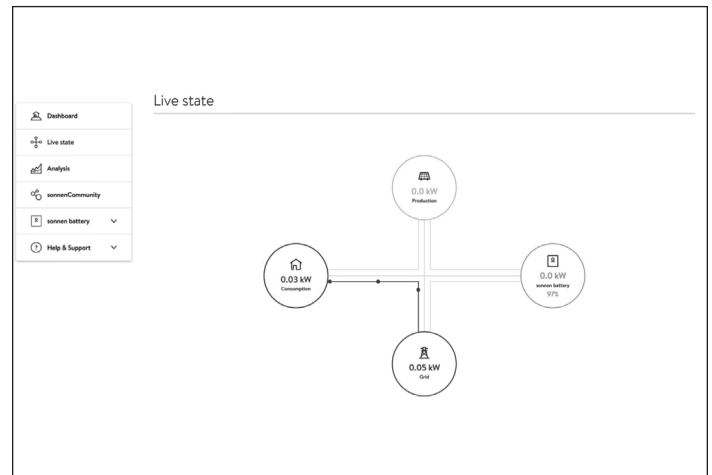 Live state
Dashboard
Live state
Analysis
sonnenCommunity
sonnen battery
Help & Support
0.0 kW
Production
0.03 kW
Consumption
0.0 kW
sonnen battery
97%
0.05 kW
Grid